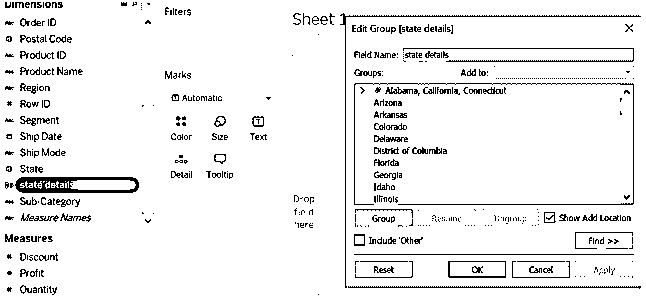 Dimensions
Order ID
Postal Code
Product ID
Product Name
Region
Row ID
Segment
Ship Date
Ship Mode
State
state details
Sub-Category
Measure Names
Measures
Discount
Profit
Quantity
Filters
Marks
Automatic
Color Size Text
Detail Tooltip
Sheet 1
Drop
field
here
Edit Group [state details]
Field Name: state details
Groups: Add to:
Alabama, California, Connecticut
Arizona
Arkansas
Colorado
Delaware
District of Columbia
Florida
Georgia
Idaho
Illinois
Group Rename Ungroup Show Add Location
Include 'Other' Find >>
Reset OK Cancel Apply